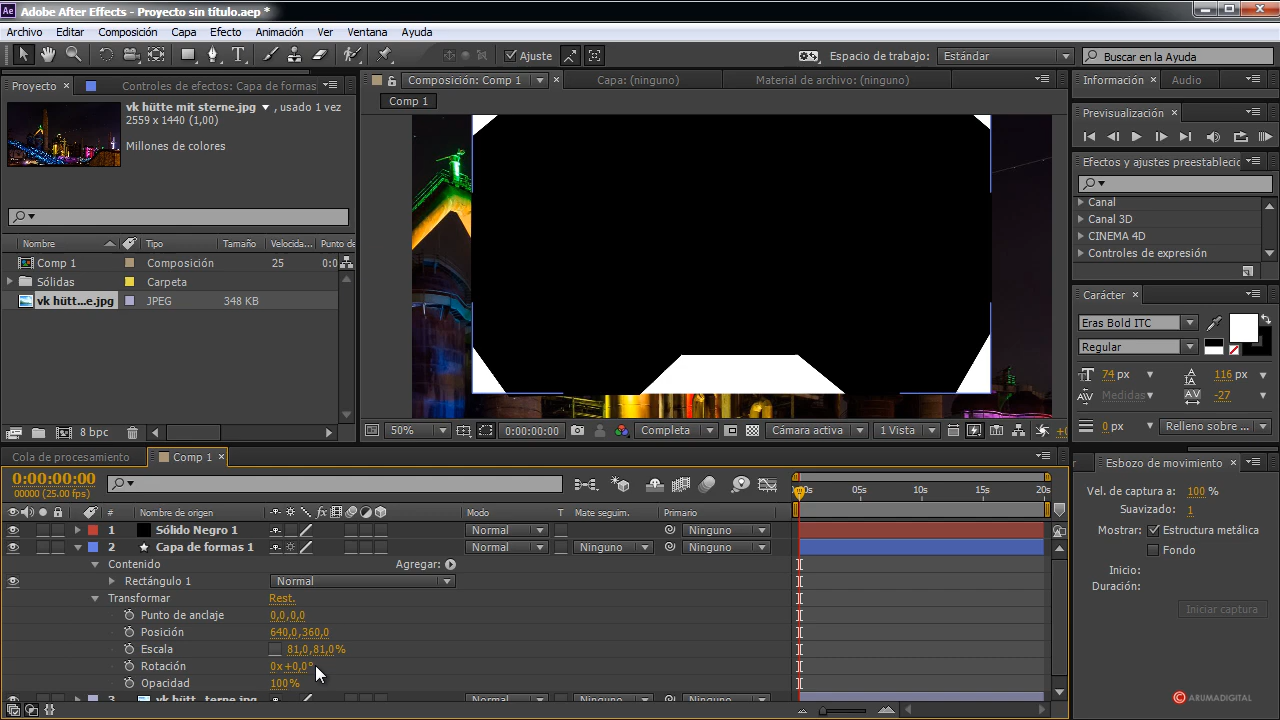 Adobe After Effects - Proyecto sin título.aep *
Archivo Editar Composición Capa Efecto Animación Ver Ventana Ayuda
Ajuste Espacio de trabajo: Estándar Buscar en la Ayuda
Proyecto Controles de efectos: Capa de formas Composición: Comp 1 Capa: (ninguno) Material de archivo: (ninguno) Información Audio
Comp 1
vk hütte mit sterne.jpg , usado 1 vez
2559 x 1440 (1,00)
Millones de colores
Previsualización
Efectos y ajustes preestablecic
Canal
Canal 3D
CINEMA 4D
Controles de expresión
Nombre Tipo Tamaño Velocida... Punto de
Comp 1 Composición 25 0:0
Sólidas Carpeta
vk hütt...e.jpg JPEG 348 KB
Carácter
Eras Bold ITC
Regular
74 px 116 px
Medidas -27
0 px Relleno sobre ...
8 bpc
50% 0:00:00:00 Completa Cámara activa 1 Vista +0
Cola de procesamiento Comp 1
0:00:00:00
00000 (25.00 fps)
00s 05s 10s 15s 20s
Nombre de origen Modo T Mate seguim. Primario
1 Sólido Negro 1 Normal Ninguno
2 Capa de formas 1 Normal Ninguno Ninguno
Contenido Agregar:
Rectángulo 1 Normal
Transformar Rest.
Punto de anclaje 0,0,0,0
Posición 640,0,360,0
Escala 81,0,81,0%
Rotación 0x+0,0°
Opacidad 100%
3 vk hütt...terne.jpg Normal Ninguno Ninguno
Esbozo de movimiento
Vel. de captura a: 100 %
Suavizado: 1
Mostrar: Estructura metálica
Fondo
Inicio:
Duración:
Iniciar captura
© ARUMADIGITAL